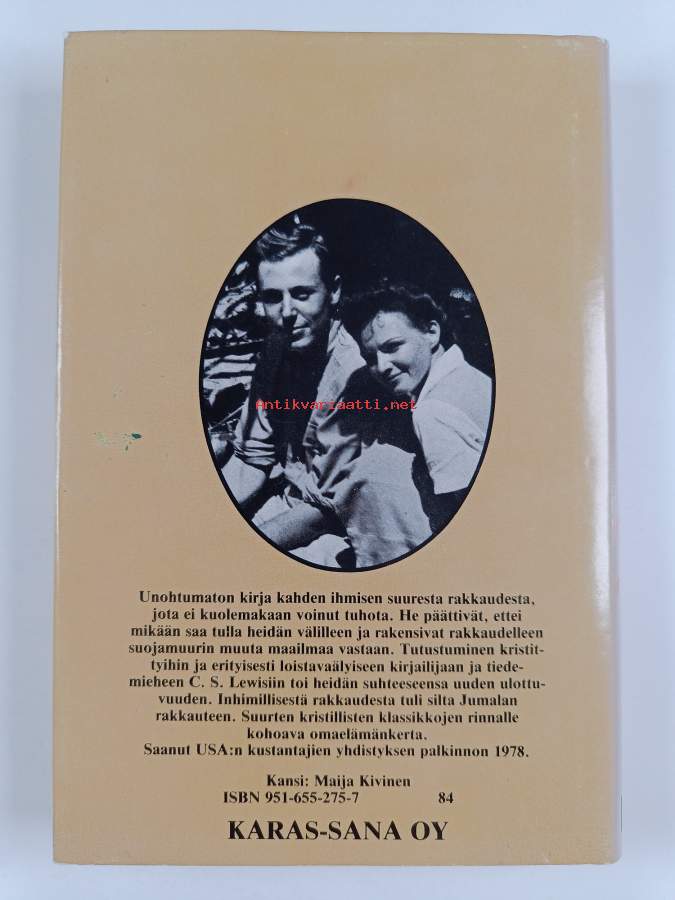 Antikvariaatti.net
Unohtumaton kirja kahden ihmisen suuresta rakkaudesta,
jota ei kuolemakaan voinut tuhota. He päättivät, ettei
mikään saa tulla heidän välilleen ja rakensivat rakkaudelleen
suojamuurin muuta maailmaa vastaan. Tutustuminen kristit-
tyihin ja erityisesti loistavaälyiseen kirjailijaan ja tiede-
mieheen C. S. Lewisiin toi heidän suhteeseensa uuden ulottu-
vuuden. Inhimillisestä rakkaudesta tuli silta Jumalan
rakkauteen. Suurten kristillisten klassikkojen rinnalle
kohoava omaelämänkerta.
Saanut USA:n kustantajien yhdistyksen palkinnon 1978.
Kansi: Maija Kivinen
ISBN 951-655-275-7 84
KARAS-SANA OY